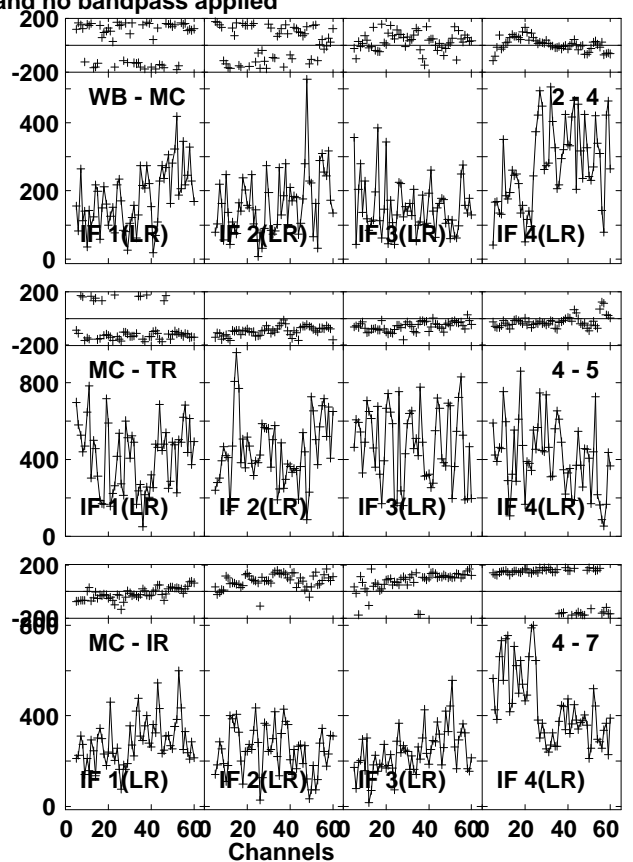 and no bandpass applied
200
-200
WB - MC 2 - 4
400
200
0
IF 1(LR) IF 2(LR) IF 3(LR) IF 4(LR)
200
-200
MC - TR 4 - 5
800
400
0
IF 1(LR) IF 2(LR) IF 3(LR) IF 4(LR)
200
-200
800
MC - IR 4 - 7
400
0
IF 1(LR) IF 2(LR) IF 3(LR) IF 4(LR)
0 20 40 60 0 20 40 60 0 20 40 60 0 20 40 60
Channels